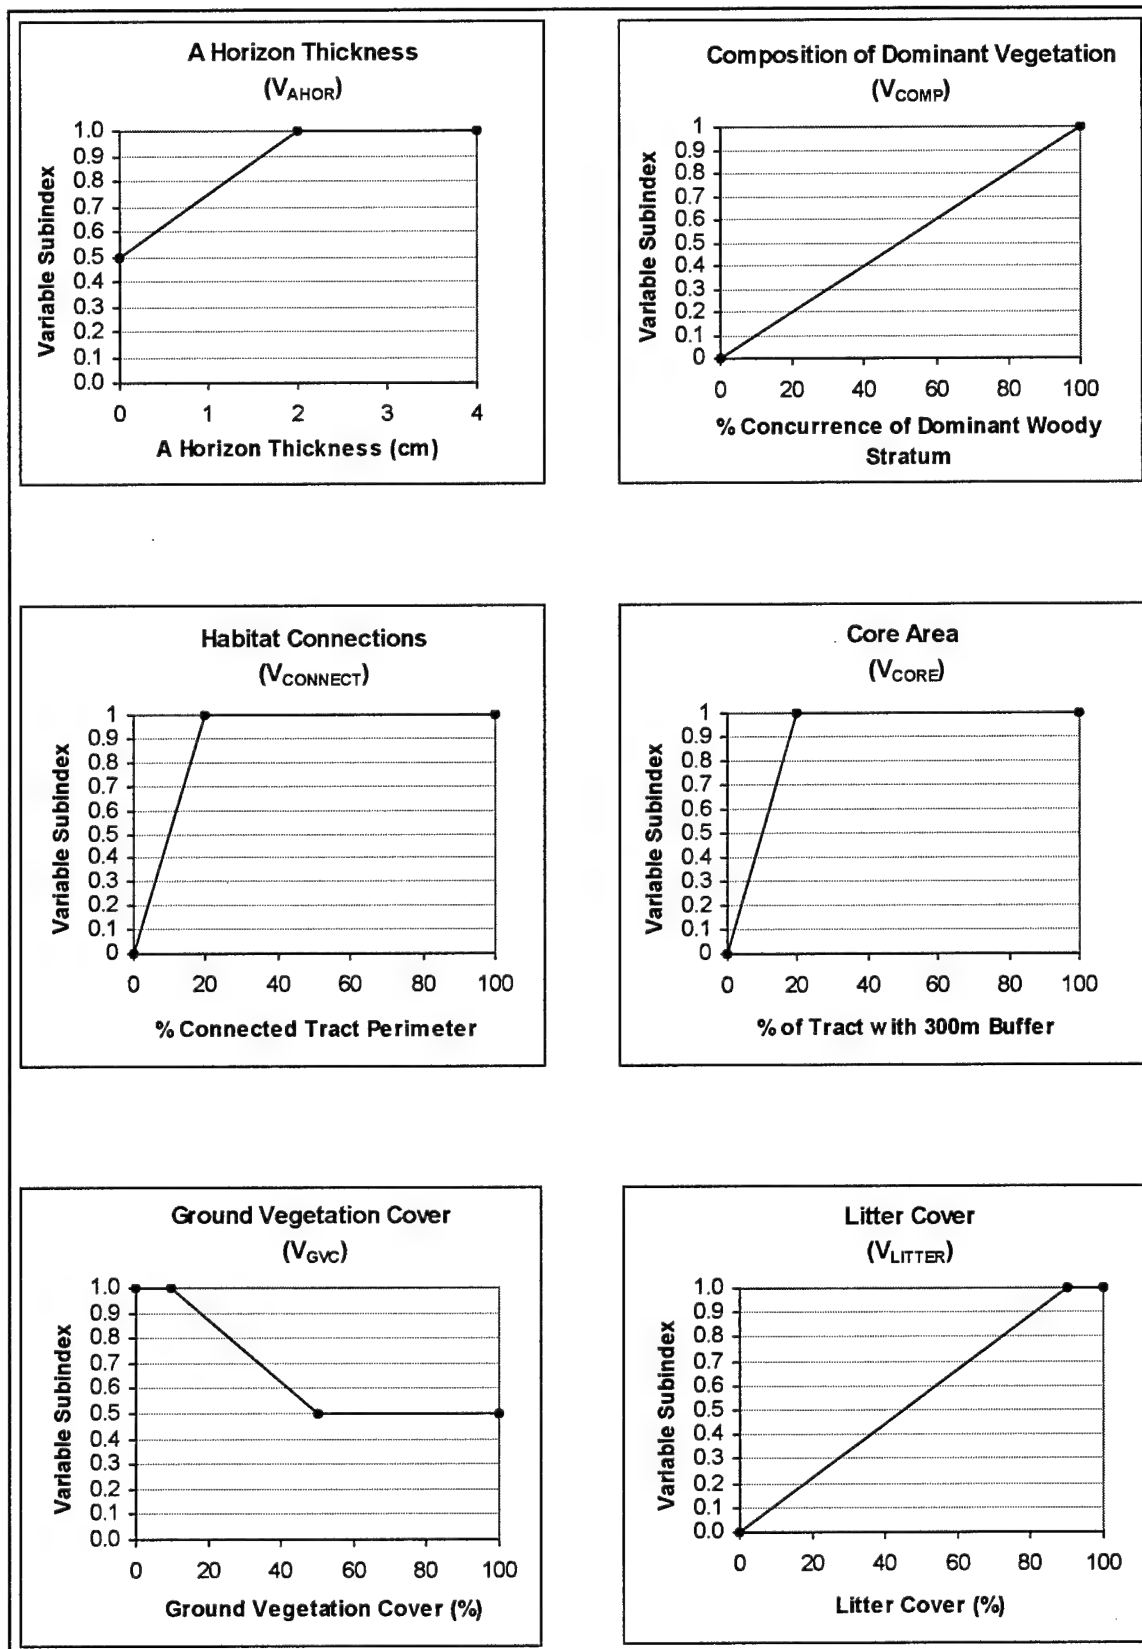 A Horizon Thickness
(VAHOR)
1.0
0.9
0.8
0.7
0.6
0.5
0.4
0.3
0.2
0.1
0.0
Variable Subindex
0 1 2 3 4
A Horizon Thickness (cm)
Composition of Dominant Vegetation
(VCOMP)
1
0.9
0.8
0.7
0.6
0.5
0.4
0.3
0.2
0.1
0
Variable Subindex
0 20 40 60 80 100
% Concurrence of Dominant Woody
Stratum
Habitat Connections
(VCONNECT)
1
0.9
0.8
0.7
0.6
0.5
0.4
0.3
0.2
0.1
0
Variable Subindex
0 20 40 60 80 100
% Connected Tract Perimeter
Core Area
(VCORE)
1
0.9
0.8
0.7
0.6
0.5
0.4
0.3
0.2
0.1
0
Variable Subindex
0 20 40 60 80 100
% of Tract with 300m Buffer
Ground Vegetation Cover
(VGVC)
1.0
0.9
0.8
0.7
0.6
0.5
0.4
0.3
0.2
0.1
0.0
Variable Subindex
0 20 40 60 80 100
Ground Vegetation Cover (%)
Litter Cover
(VLITTER)
1.0
0.9
0.8
0.7
0.6
0.5
0.4
0.3
0.2
0.1
0.0
Variable Subindex
0 20 40 60 80 100
Litter Cover (%)